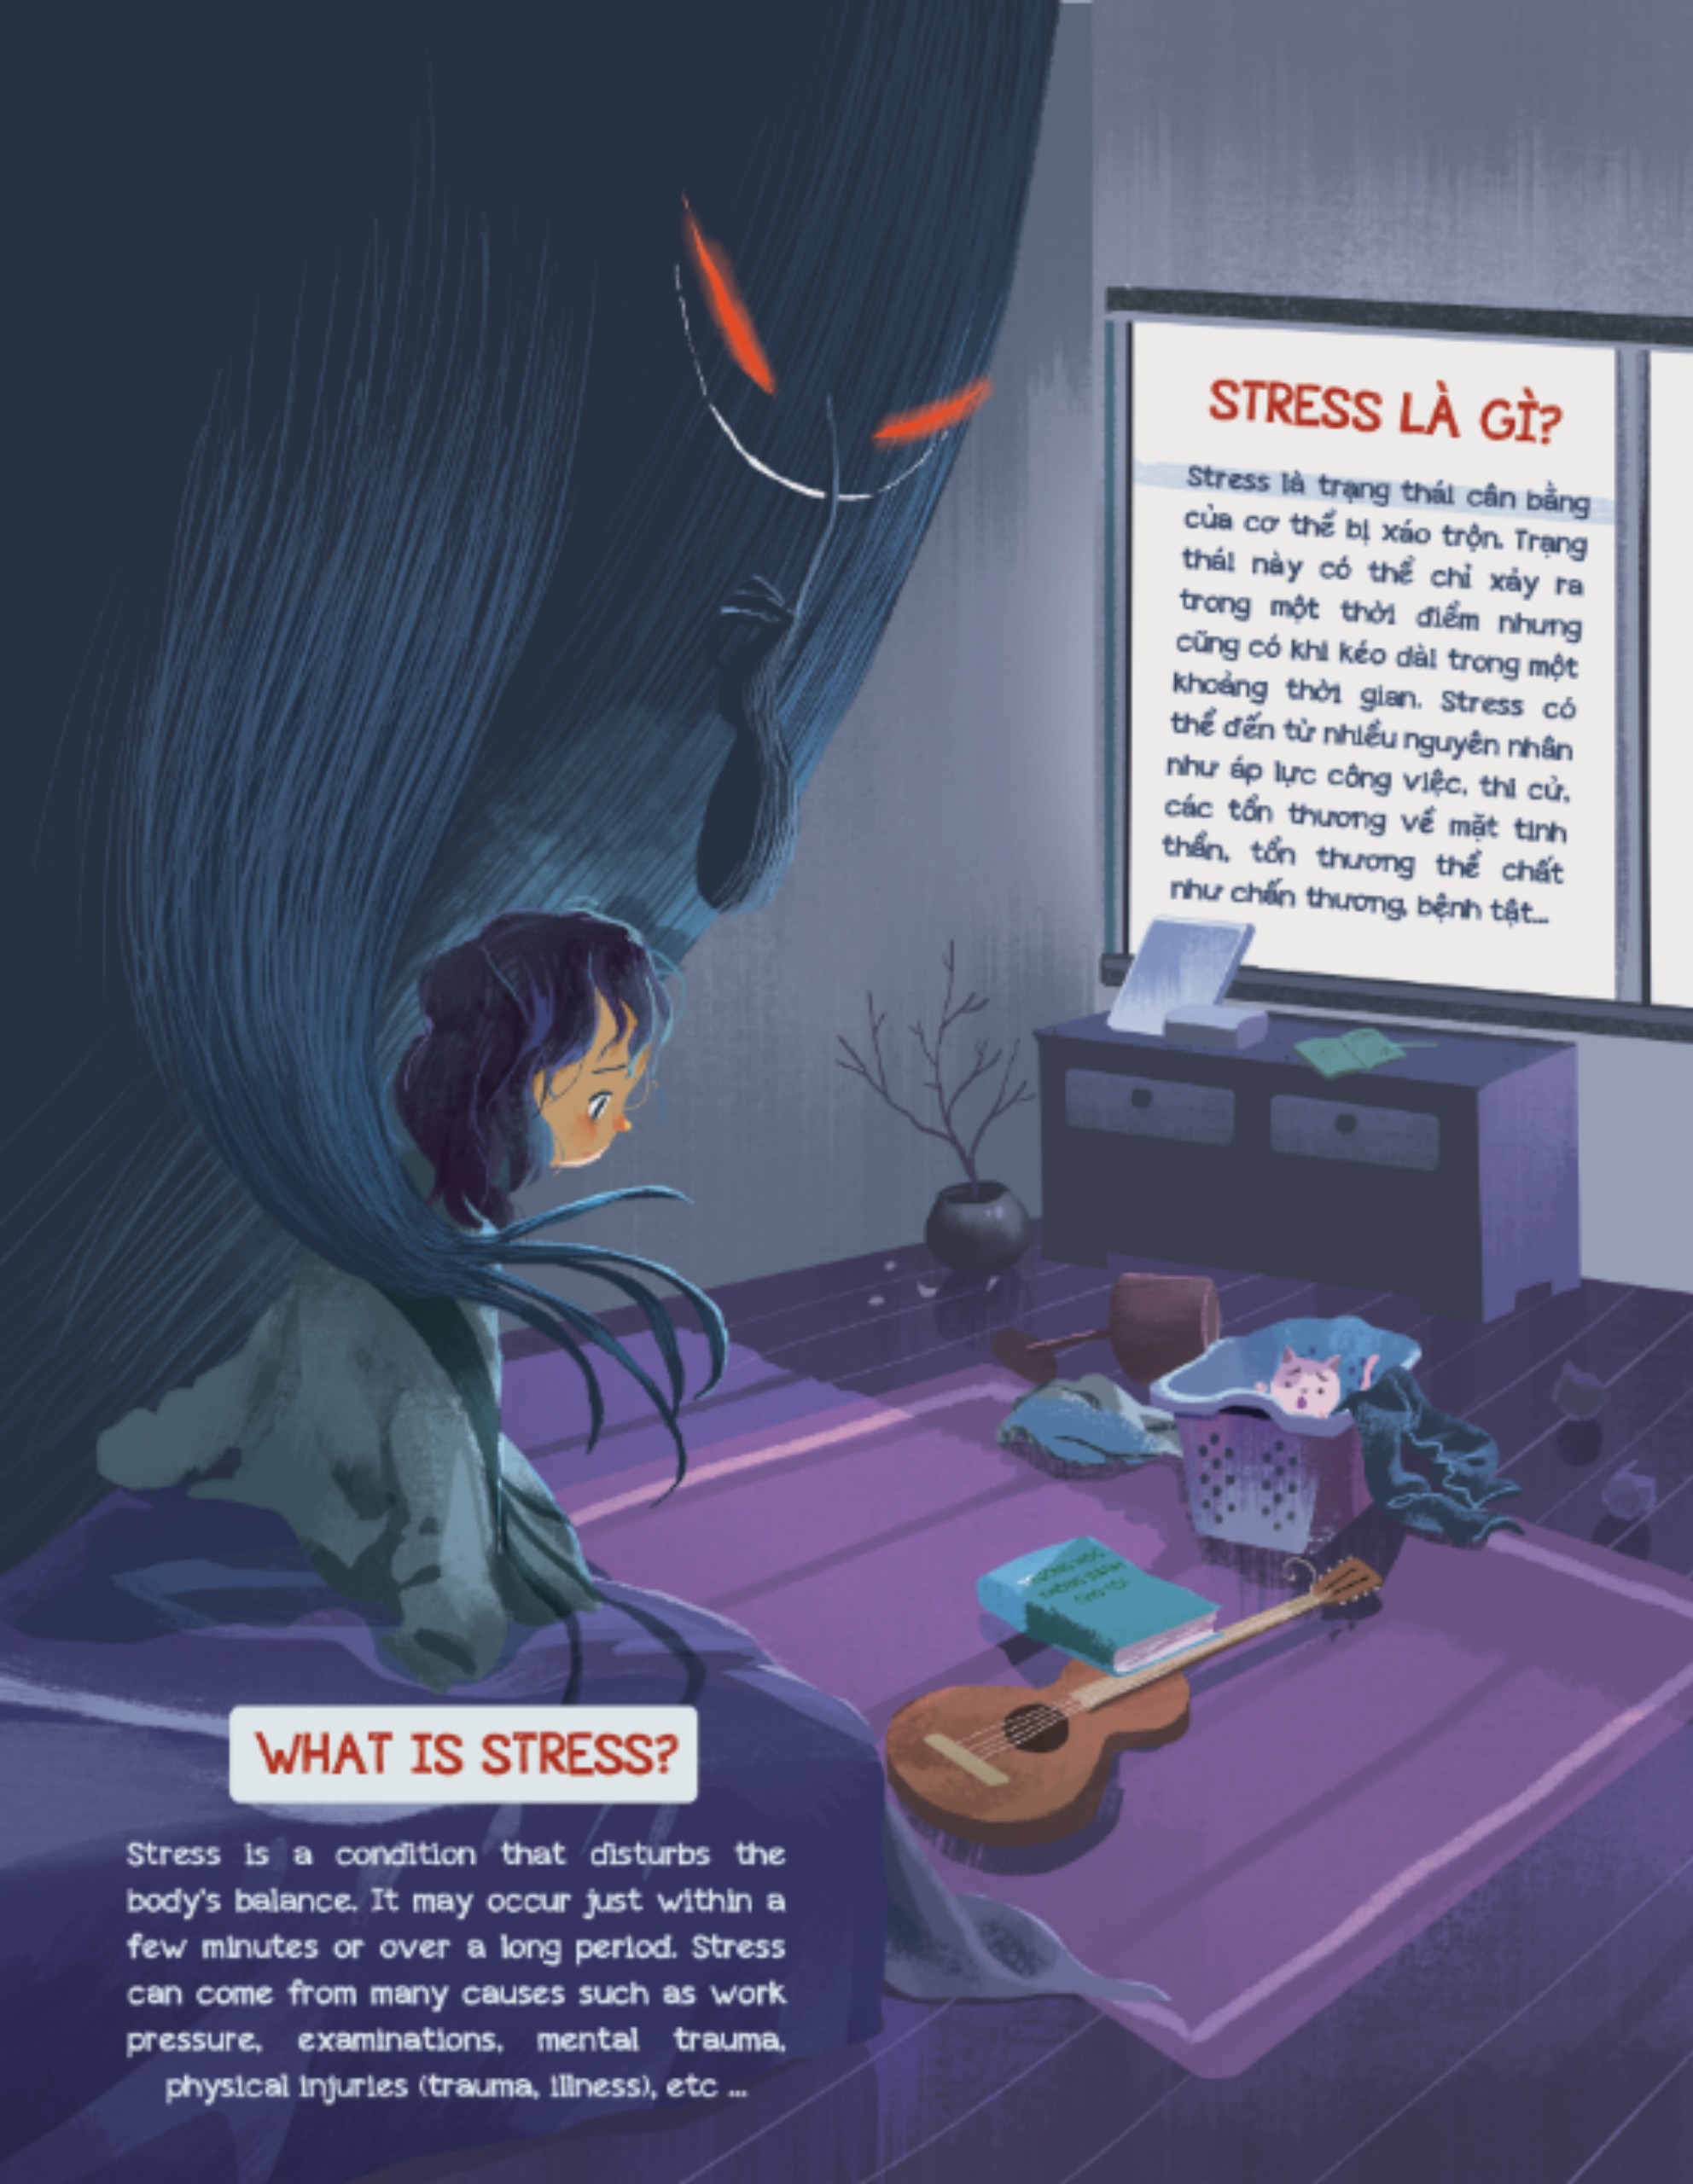 STRESS LÀ GÌ?
Stress là trạng thái cân bằng
của cơ thể bị xáo trộn. Trạng
thái này có thể chỉ xảy ra
trong một thời điểm nhưng
cũng có khi kéo dài trong một
khoảng thời gian. Stress có
thể đến từ nhiều nguyên nhân
như áp lực công việc, thi cử,
các tổn thương về mặt tinh
thần, tổn thương thể chất
như chấn thương, bệnh tật...
WHAT IS STRESS?
Stress is a condition that disturbs the
body's balance. It may occur just within a
few minutes or over a long period. Stress
can come from many causes such as work
pressure, examinations, mental trauma,
physical injuries (trauma, illness), etc ...